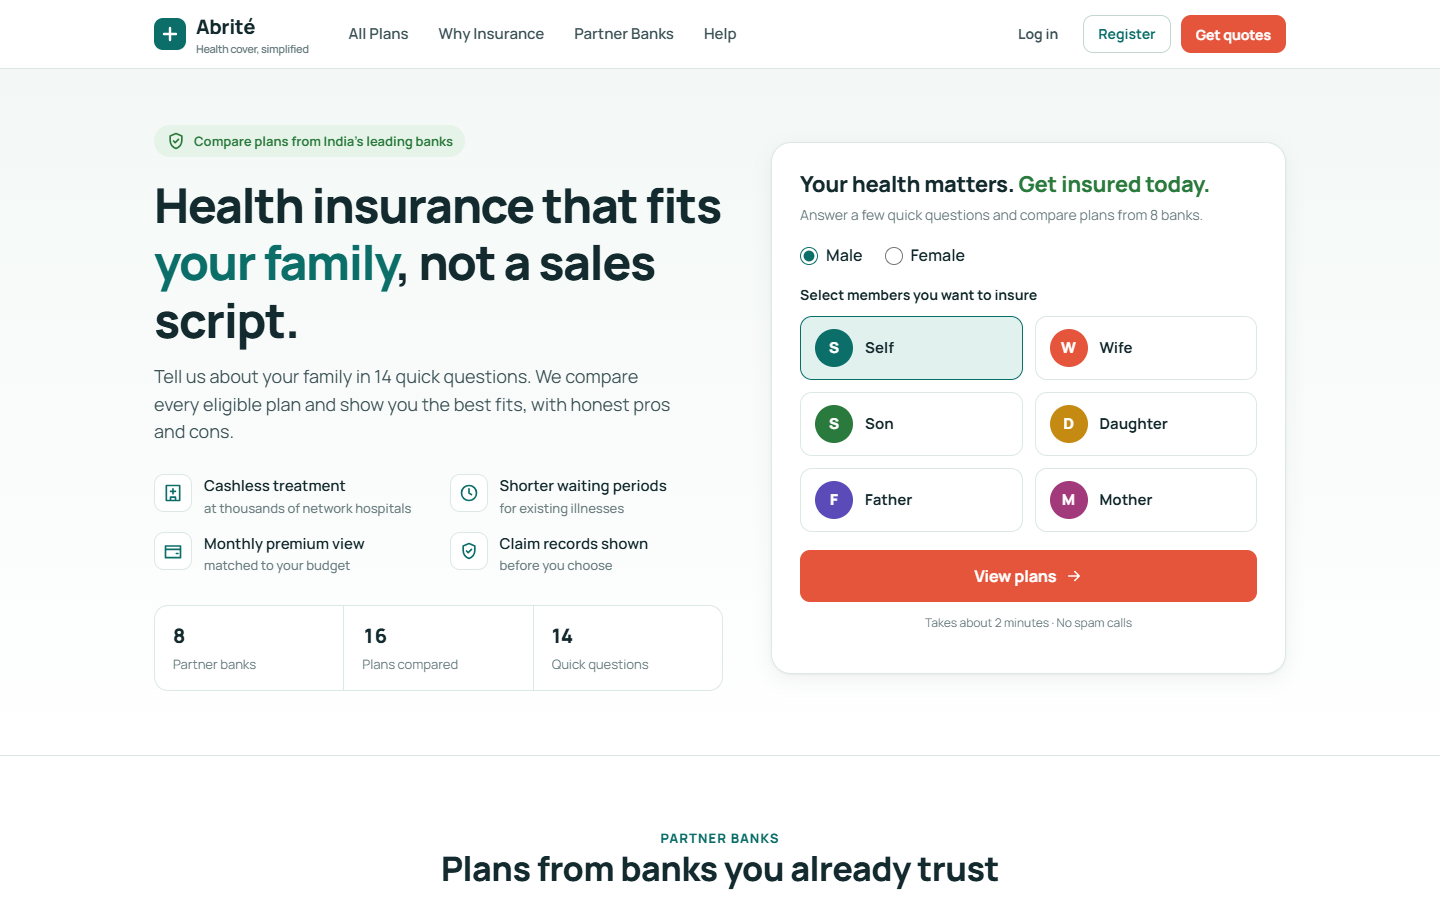 Abrité
Health cover, simplified
All Plans
Why Insurance
Partner Banks
Help
Log in
Register
Get quotes
Compare plans from India's leading banks
Health insurance that fits
your family, not a sales
script.
Tell us about your family in 14 quick questions. We compare
every eligible plan and show you the best fits, with honest pros
and cons.
Cashless treatment
at thousands of network hospitals
Shorter waiting periods
for existing illnesses
Monthly premium view
matched to your budget
Claim records shown
before you choose
8
Partner banks
16
Plans compared
14
Quick questions
Your health matters. Get insured today.
Answer a few quick questions and compare plans from 8 banks.
Male
Female
Select members you want to insure
S
Self
W
Wife
S
Son
D
Daughter
F
Father
M
Mother
View plans →
Takes about 2 minutes · No spam calls
PARTNER BANKS
Plans from banks you already trust